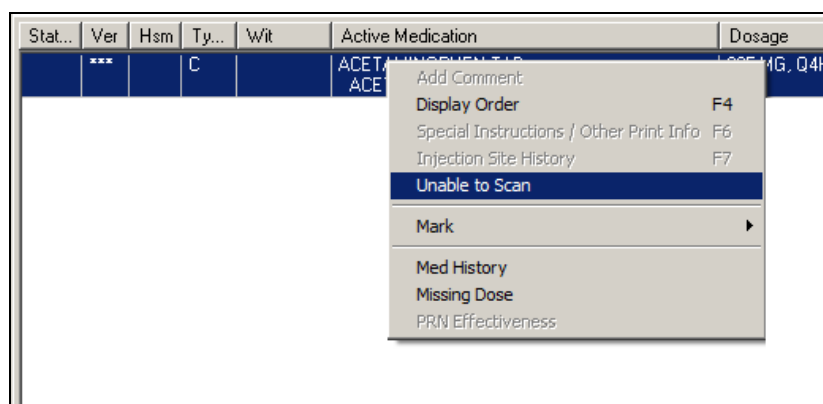 Stat... Ver Hsm Ty... Wit Active Medication Dosage
*** C
ACE
Add Comment
Display Order F4
Special Instructions / Other Print Info F6
Injection Site History F7
Unable to Scan
Mark
Med History
Missing Dose
PRN Effectiveness